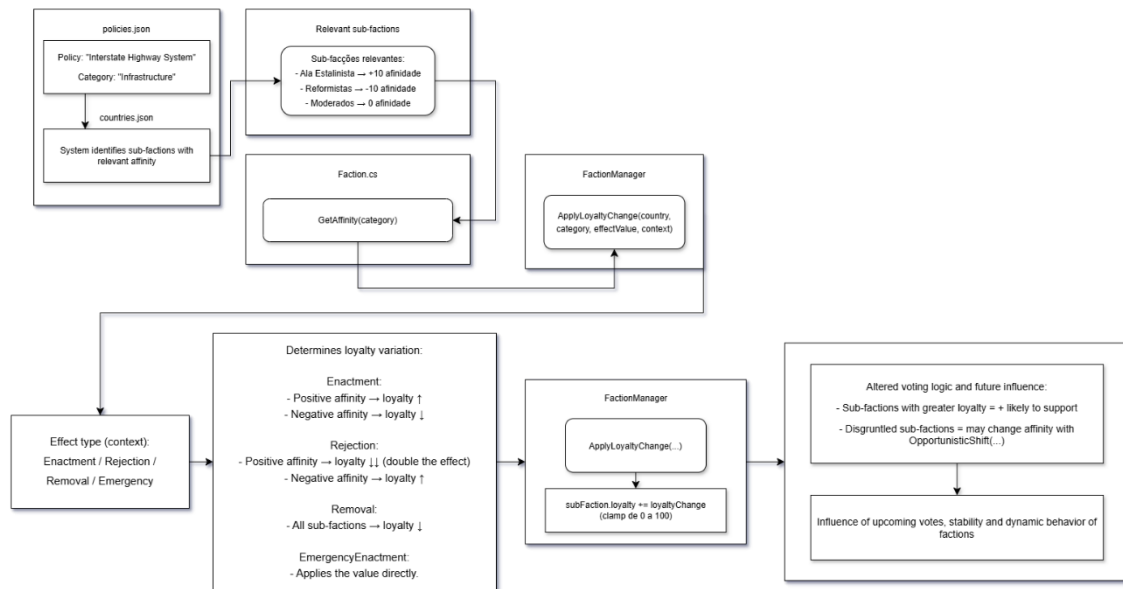 policies.json
Policy: "Interstate Highway System"
Category: "Infrastructure"
countries.json
System identifies sub-factions with
relevant affinity
Relevant sub-factions
Sub-facções relevantes:
- Ala Estalinista → +10 afinidade
- Reformistas → -10 afinidade
- Moderados → 0 afinidade
Faction.cs
GetAffinity(category)
FactionManager
ApplyLoyaltyChange(country,
category, effectValue, context)
Effect type (context):
Enactment / Rejection /
Removal / Emergency
Determines loyalty variation:
Enactment:
- Positive affinity → loyalty ↑
- Negative affinity → loyalty ↓
Rejection:
- Positive affinity → loyalty ↓↓ (double the effect)
- Negative affinity → loyalty ↑
Removal:
- All sub-factions → loyalty ↓
EmergencyEnactment:
- Applies the value directly.
FactionManager
ApplyLoyaltyChange(...)
subFaction.loyalty += loyaltyChange
(clamp de 0 a 100)
Altered voting logic and future influence:
- Sub-factions with greater loyalty = + likely to support
- Disgruntled sub-factions = may change affinity with
OpportunisticShift(...)
Influence of upcoming votes, stability and dynamic behavior of
factions